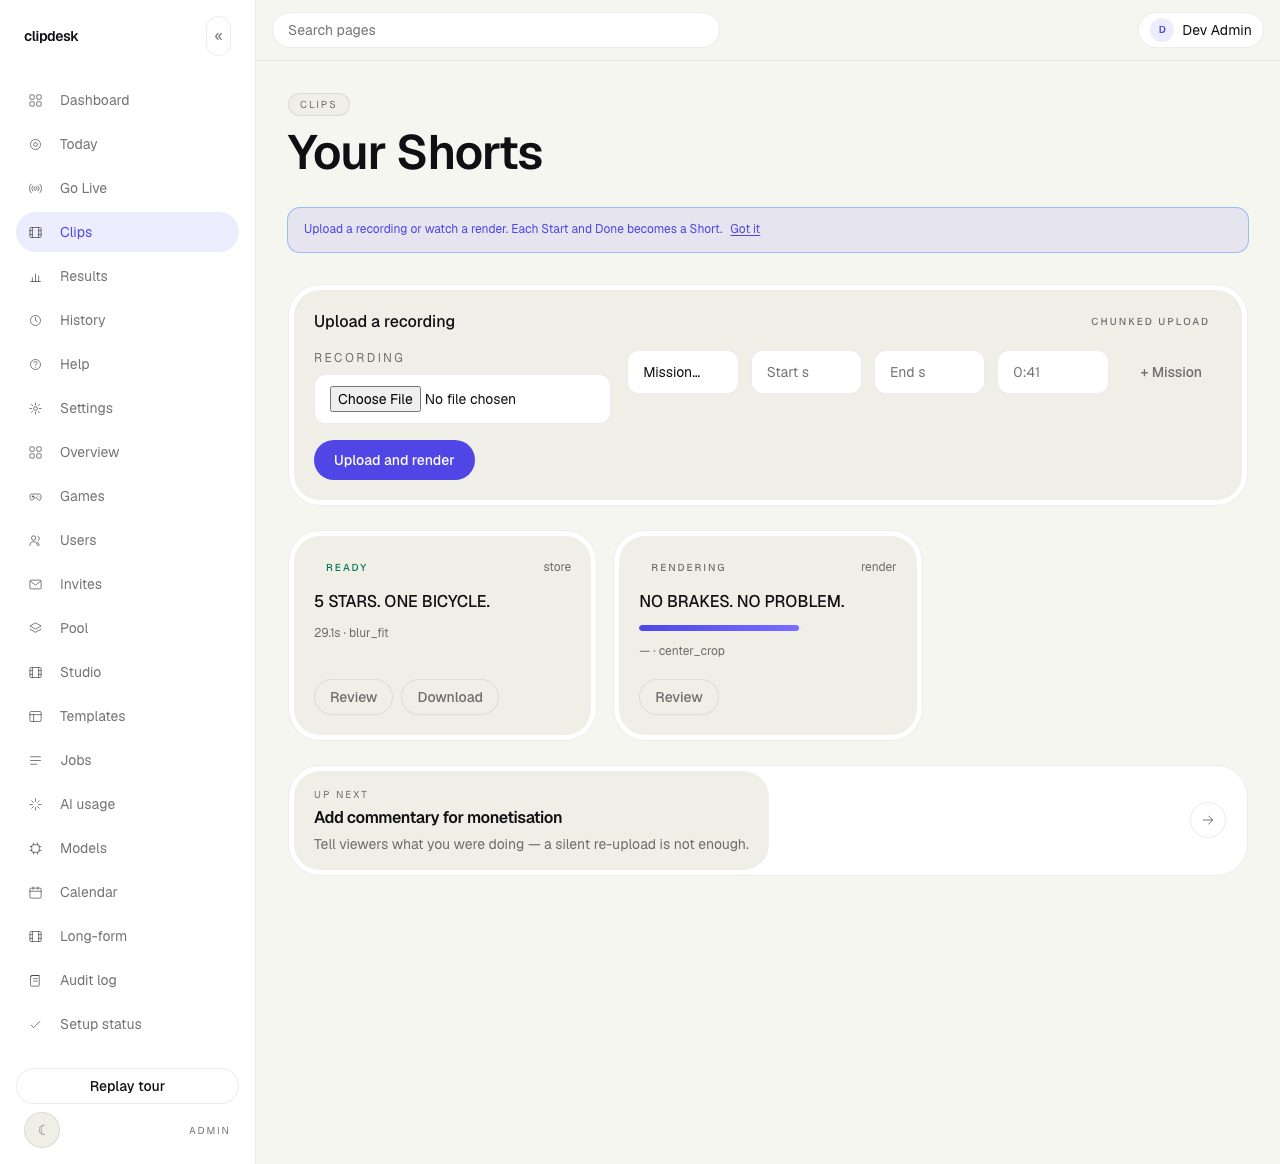 clipdesk
«
Dashboard
Today
Go Live
Clips
Results
History
Help
Settings
Overview
Games
Users
Invites
Pool
Studio
Templates
Jobs
AI usage
Models
Calendar
Long-form
Audit log
Setup status
Replay tour
ADMIN
Search pages
D Dev Admin
CLIPS
Your Shorts
Upload a recording or watch a render. Each Start and Done becomes a Short. Got it
Upload a recording CHUNKED UPLOAD
RECORDING
Choose File No file chosen
Mission... Start s End s 0:41 + Mission
Upload and render
READY store
5 STARS. ONE BICYCLE.
29.1s · blur_fit
Review Download
RENDERING render
NO BRAKES. NO PROBLEM.
— · center_crop
Review
UP NEXT
Add commentary for monetisation
Tell viewers what you were doing — a silent re-upload is not enough.